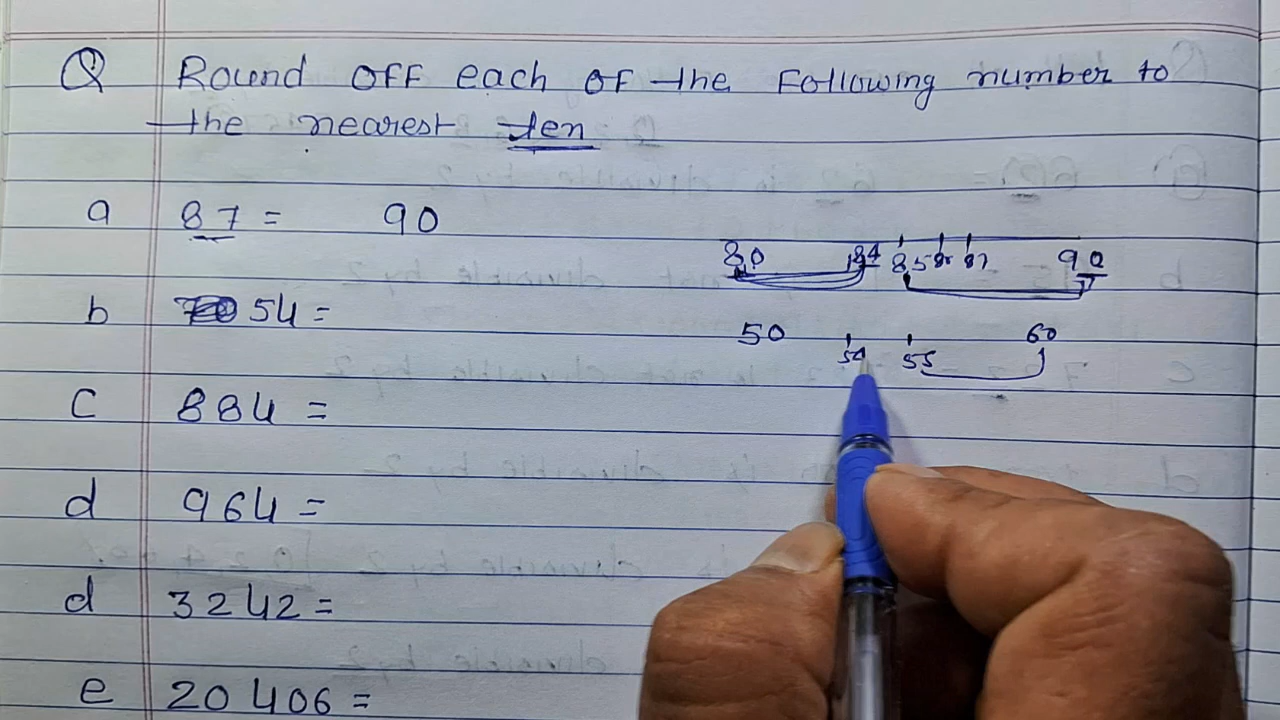 Q Round OFF each OF the Following number to
the nearest ten
a 87 = 90
80 84 85 87 90
b 54 =
50 54 55 60
c 884 =
d 964 =
d 3242 =
e 20406 =